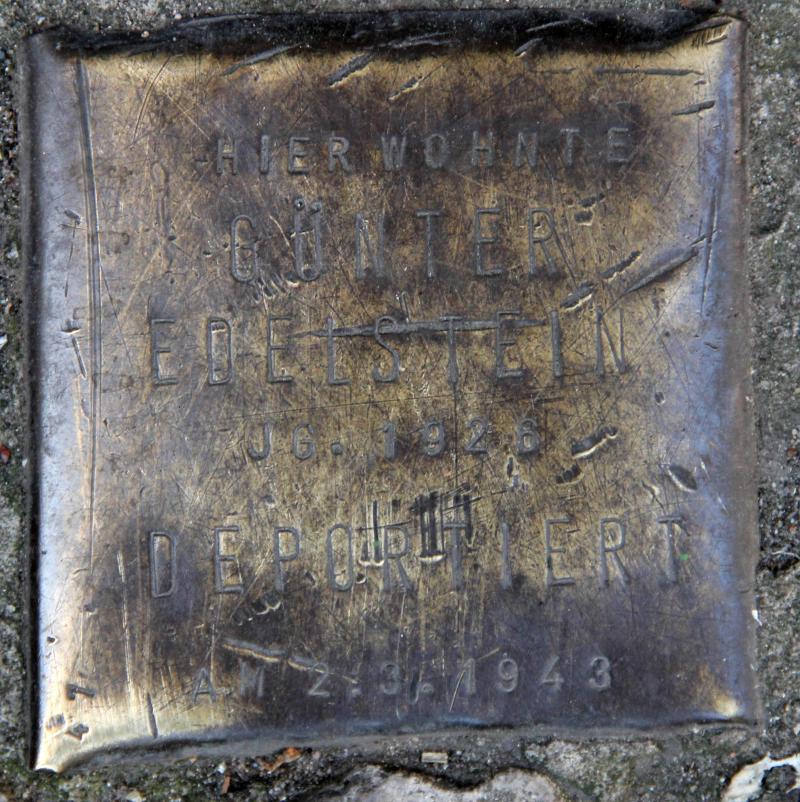 HIER WOHNTE
GÜNTER
EDELSTEIN
JG. 1926
DEPORTIERT
AM 2.3.1943